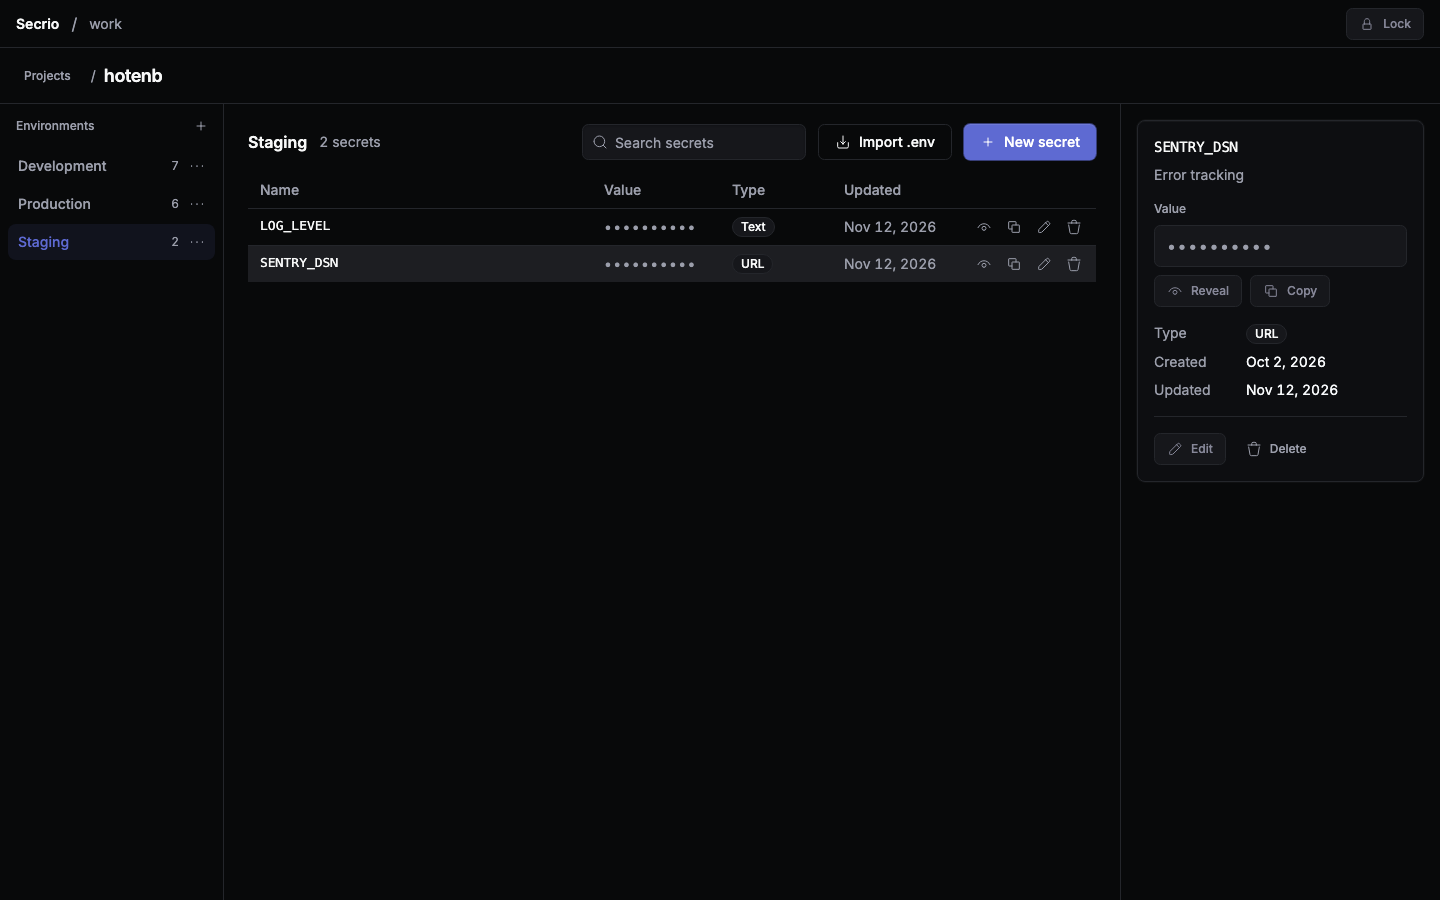 Secrio / work
Lock
Projects / hotenb
Environments
Development 7 ···
Production 6 ···
Staging 2 ···
Staging 2 secrets
Search secrets
Import .env
New secret
Name Value Type Updated
LOG_LEVEL •••••••••• Text Nov 12, 2026
SENTRY_DSN •••••••••• URL Nov 12, 2026
SENTRY_DSN
Error tracking
Value
••••••••••
Reveal Copy
Type URL
Created Oct 2, 2026
Updated Nov 12, 2026
Edit Delete